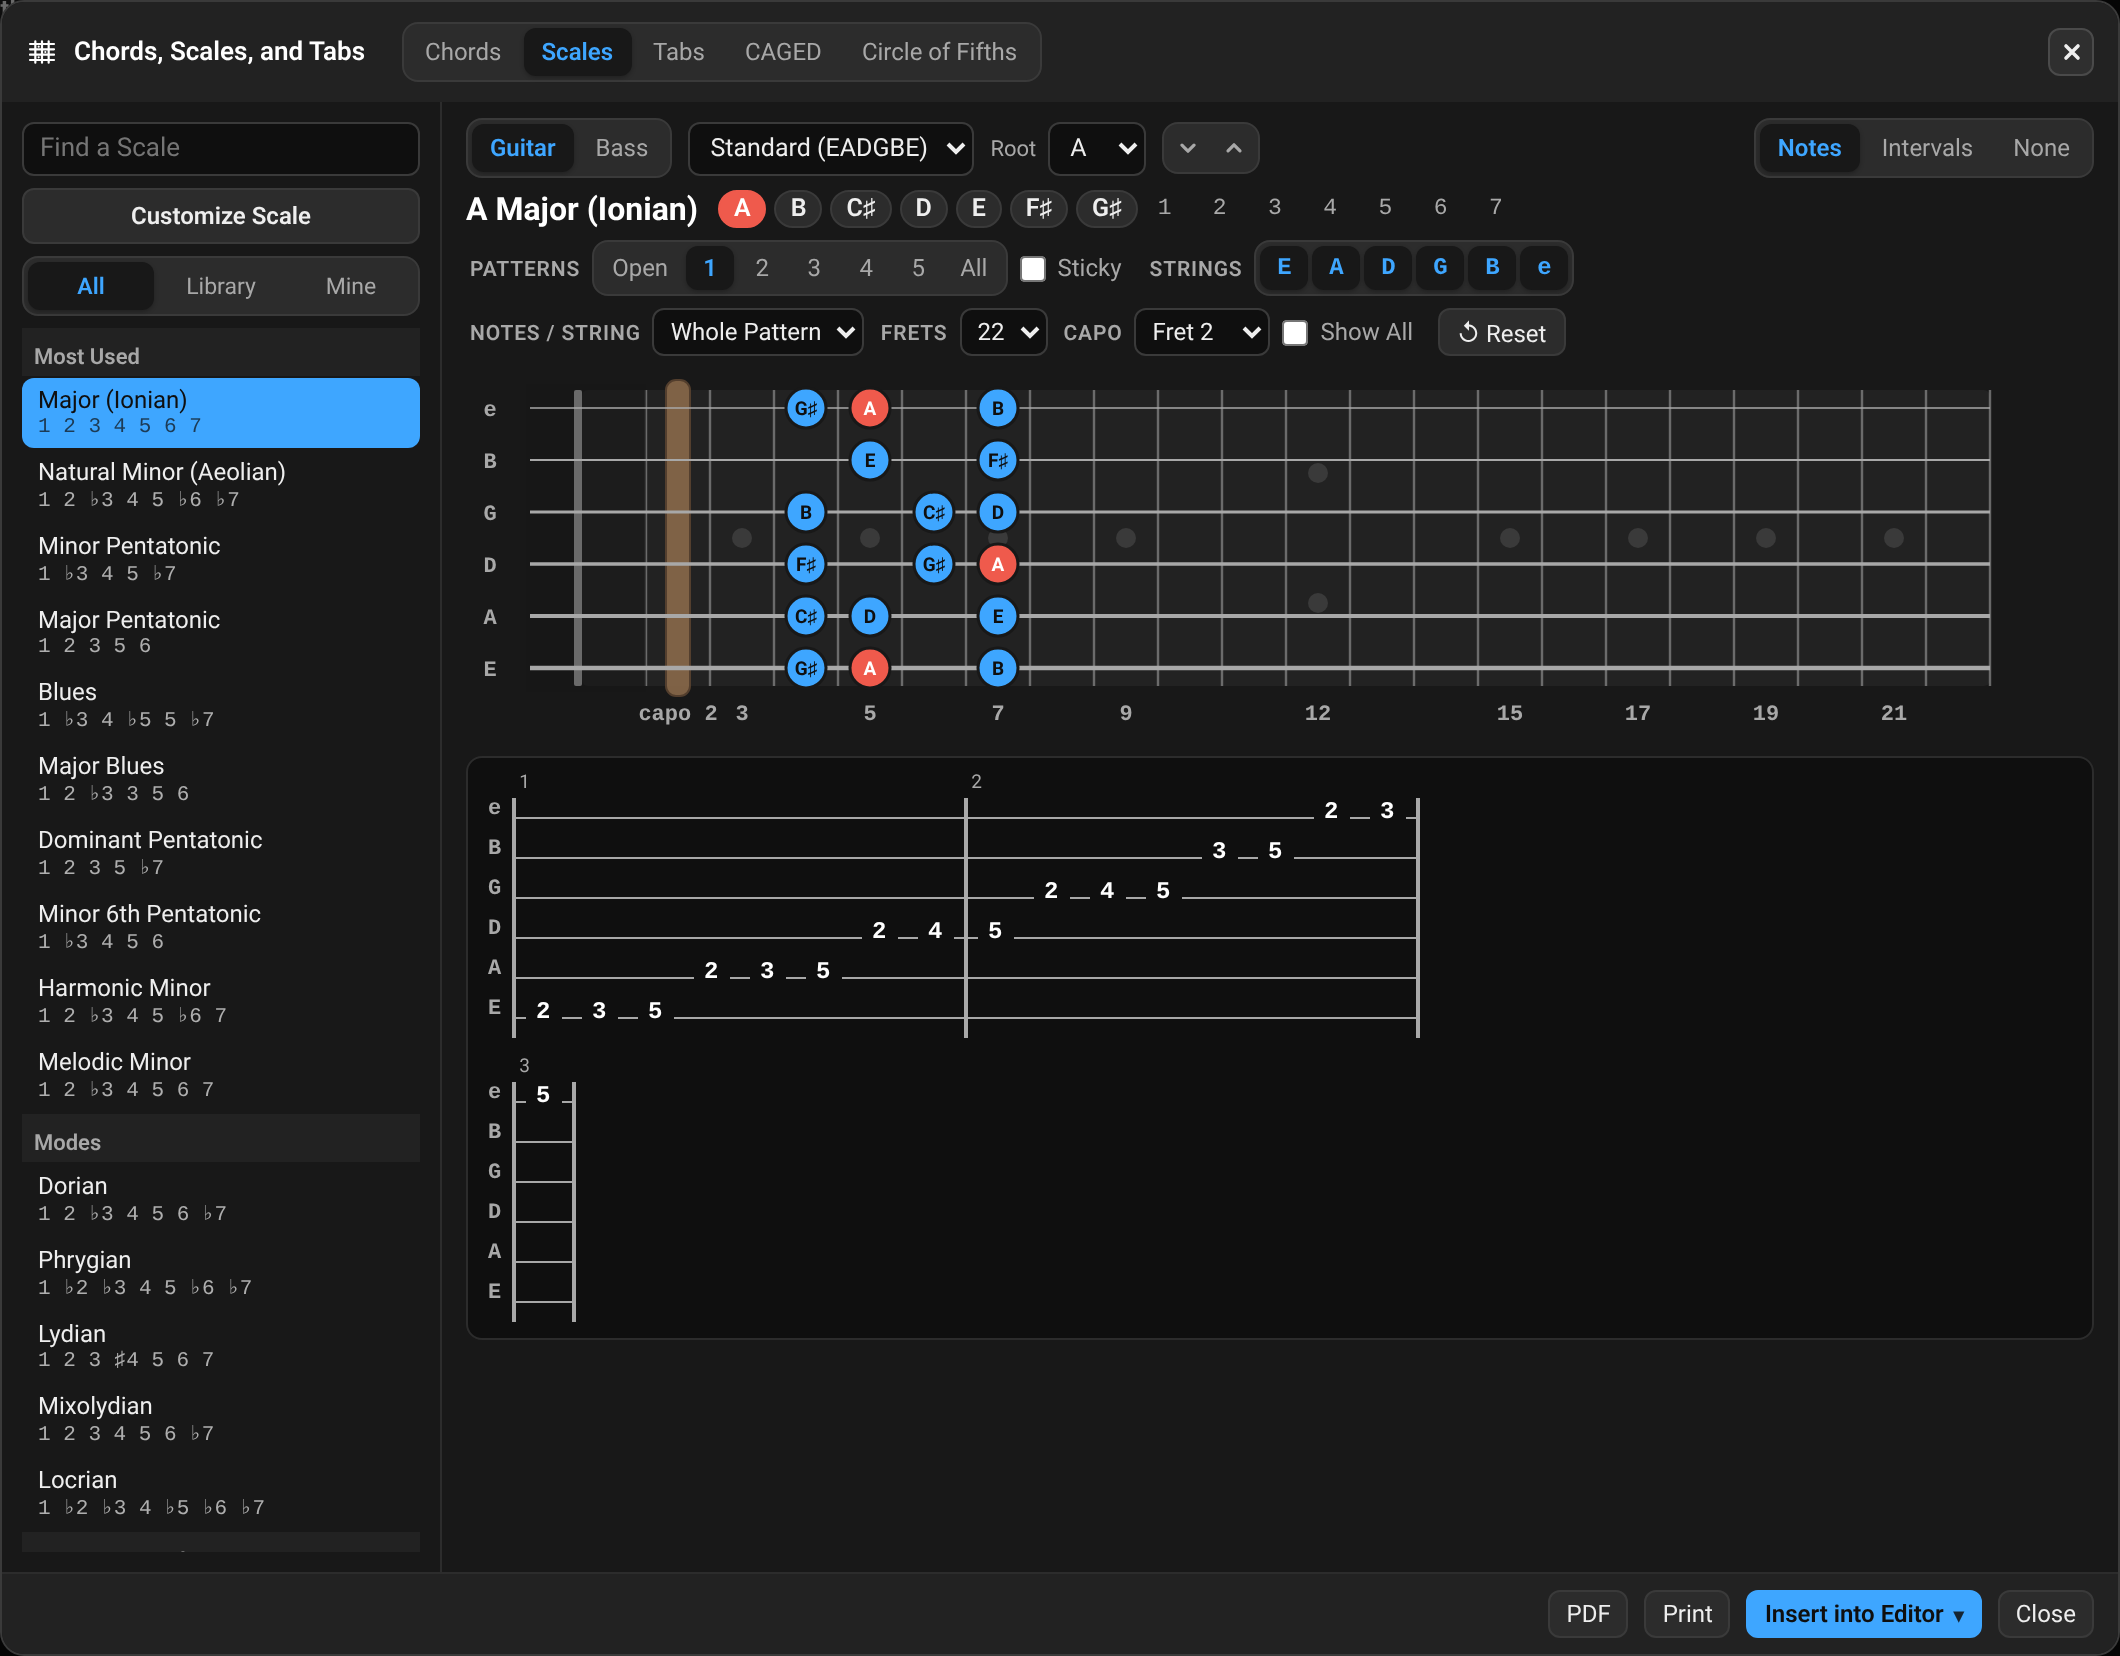 Chords, Scales, and Tabs Chords Scales Tabs CAGED Circle of Fifths
Find a Scale
Customize Scale
All Library Mine
Most Used
Major (Ionian)
1 2 3 4 5 6 7
Natural Minor (Aeolian)
1 2 ♭3 4 5 ♭6 ♭7
Minor Pentatonic
1 ♭3 4 5 ♭7
Major Pentatonic
1 2 3 5 6
Blues
1 ♭3 4 ♭5 5 ♭7
Major Blues
1 2 ♭3 3 5 6
Dominant Pentatonic
1 2 3 5 ♭7
Minor 6th Pentatonic
1 ♭3 4 5 6
Harmonic Minor
1 2 ♭3 4 5 ♭6 7
Melodic Minor
1 2 ♭3 4 5 6 7
Modes
Dorian
1 2 ♭3 4 5 6 ♭7
Phrygian
1 ♭2 ♭3 4 5 ♭6 ♭7
Lydian
1 2 3 ♯4 5 6 7
Mixolydian
1 2 3 4 5 6 ♭7
Locrian
1 ♭2 ♭3 4 ♭5 ♭6 ♭7
Guitar Bass Standard (EADGBE) Root A Notes Intervals None
A Major (Ionian) A B C♯ D E F♯ G♯ 1 2 3 4 5 6 7
PATTERNS Open 1 2 3 4 5 All Sticky STRINGS E A D G B e
NOTES / STRING Whole Pattern FRETS 22 CAPO Fret 2 Show All Reset
e G♯ A B
B E F♯
G B C♯ D
D F♯ G♯ A
A C♯ D E
E G♯ A B
capo 2 3 5 7 9 12 15 17 19 21
1 2
e 2 3
B 3 5
G 2 4 5
D 2 4 5
A 2 3 5
E 2 3 5
3
e 5
B
G
D
A
E
PDF Print Insert into Editor ▾ Close